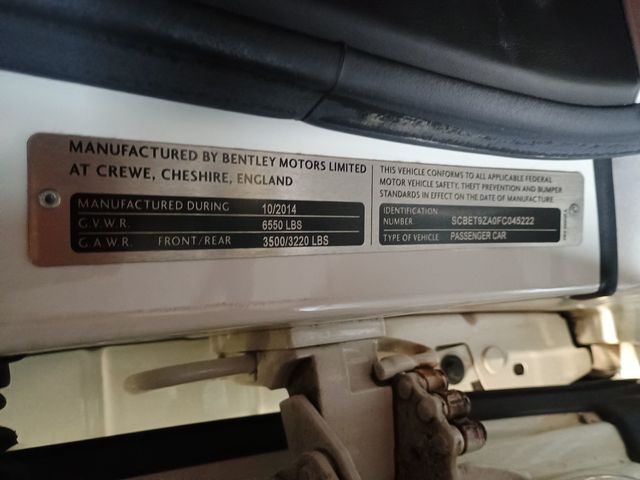 MANUFACTURED BY BENTLEY MOTORS LIMITED
AT CREWE, CHESHIRE, ENGLAND
MANUFACTURED DURING 10/2014
G.V.W.R. 6550 LBS
G.A.W.R. FRONT/REAR 3500/3220 LBS
THIS VEHICLE CONFORMS TO ALL APPLICABLE FEDERAL
MOTOR VEHICLE SAFETY, THEFT PREVENTION AND BUMPER
STANDARDS IN EFFECT ON THE DATE OF MANUFACTURE
IDENTIFICATION
NUMBER SCBET9ZA0FC045222
TYPE OF VEHICLE PASSENGER CAR